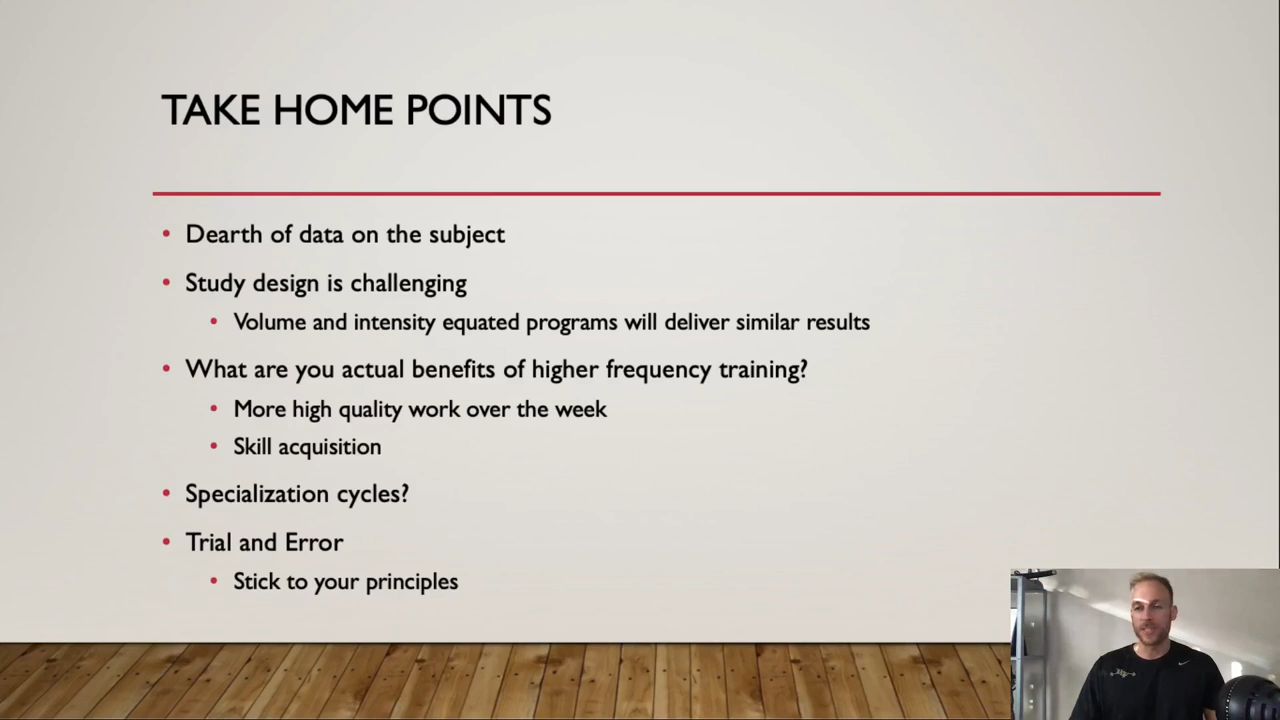 TAKE HOME POINTS
• Dearth of data on the subject
• Study design is challenging
• Volume and intensity equated programs will deliver similar results
• What are you actual benefits of higher frequency training?
• More high quality work over the week
• Skill acquisition
• Specialization cycles?
• Trial and Error
• Stick to your principles